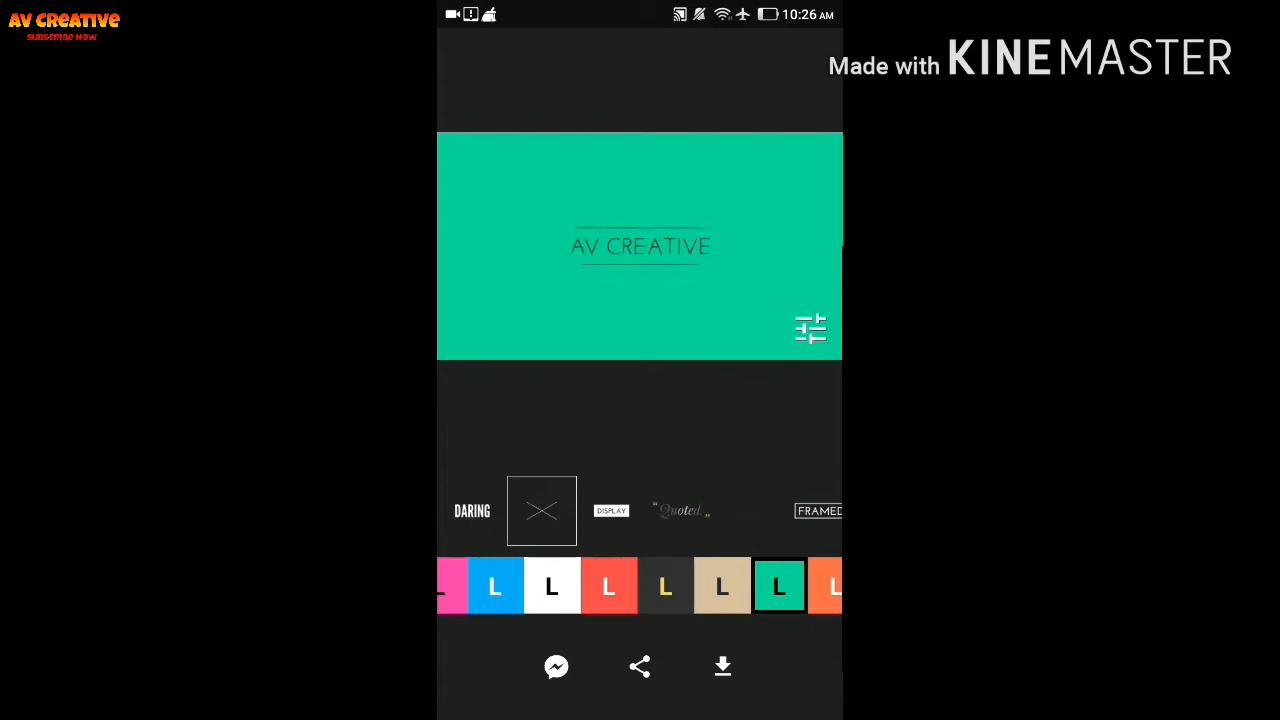 AV CREATIVE
SUBSCRIBE NOW
10:26 AM
Made with KINEMASTER
AV CREATIVE
DARING
DISPLAY
"Quoted„
FRAMED
L L L L L L L L